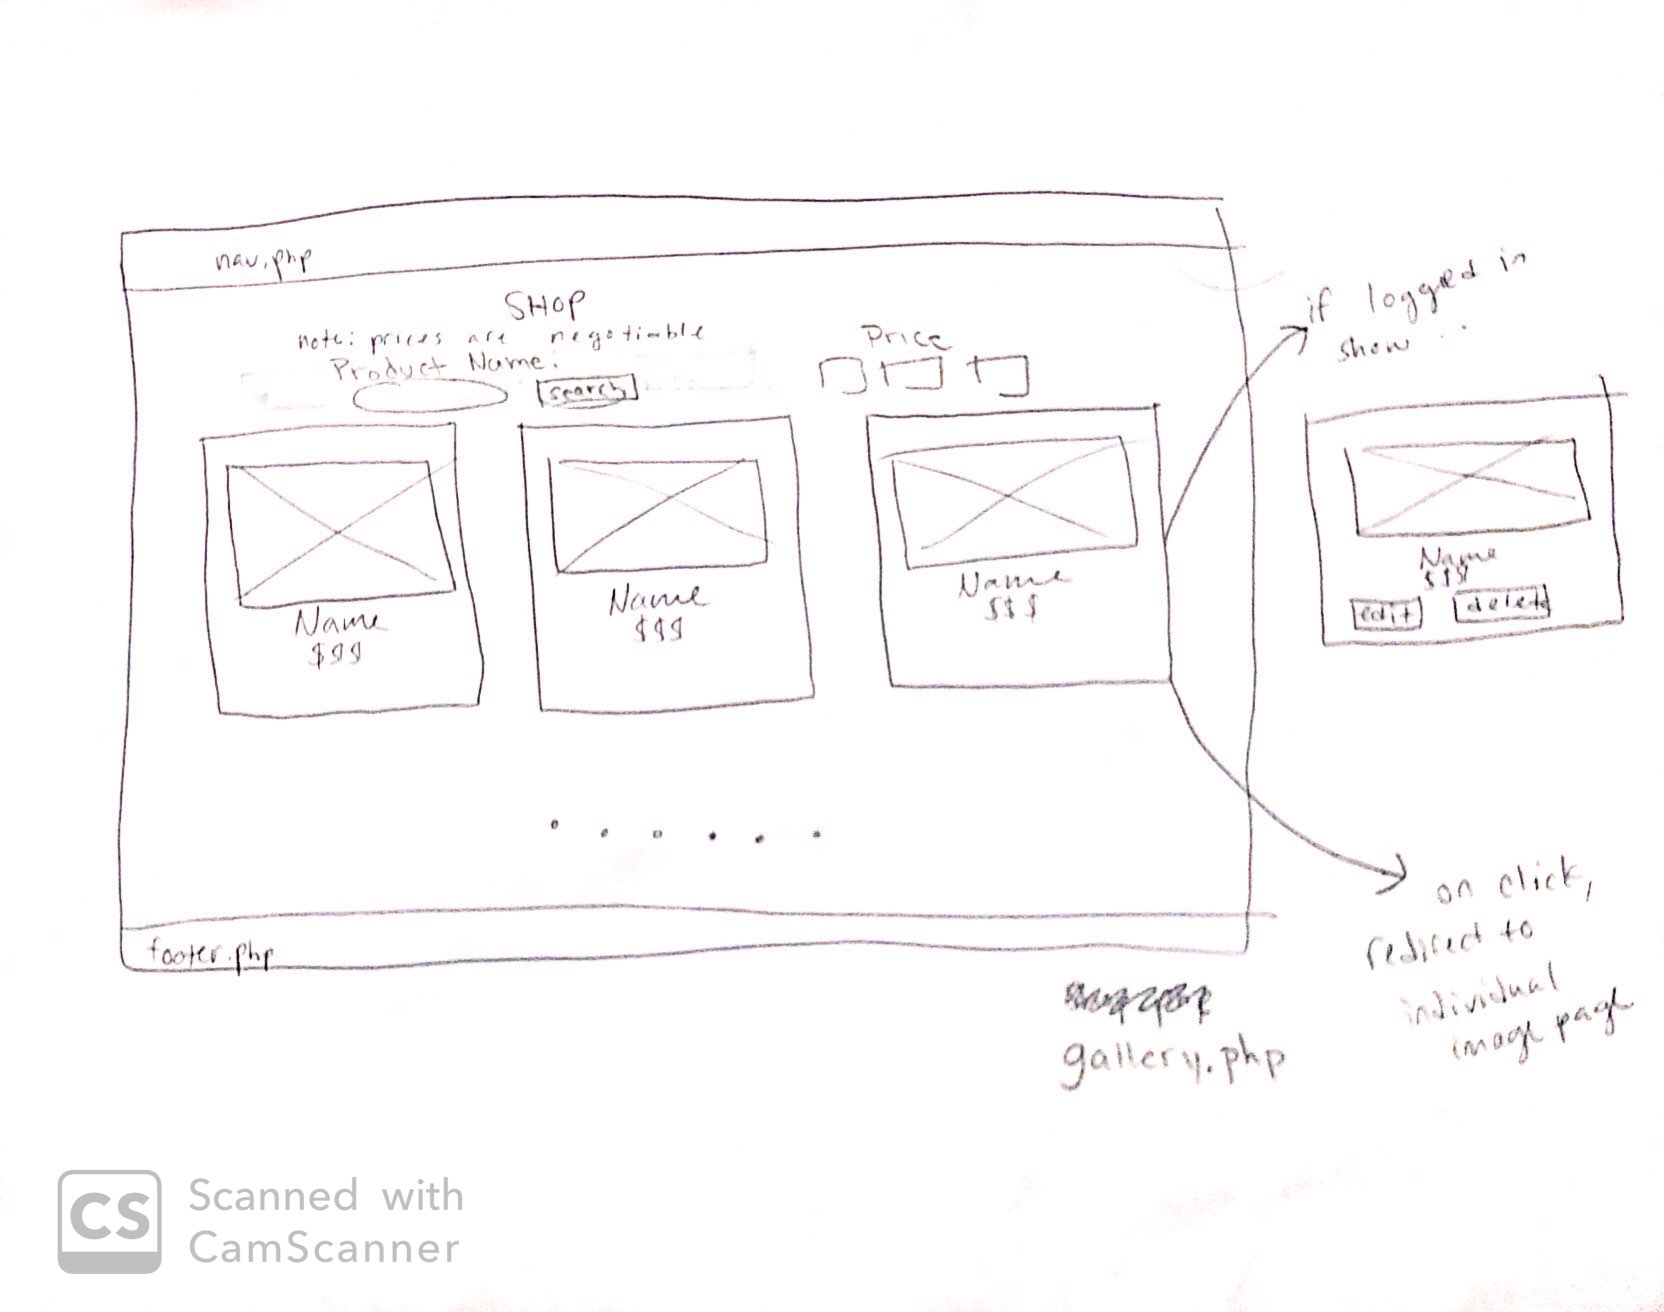 nav.php
SHOP
note: prices are negotiable
Product Name:
search
Price
Name
$$$
Name
$$$
Name
$$$
if logged in
show...
Name
$$$
edit
delete
on click,
redirect to
individual
image page
footer.php
gallery.php
CS
Scanned with
CamScanner